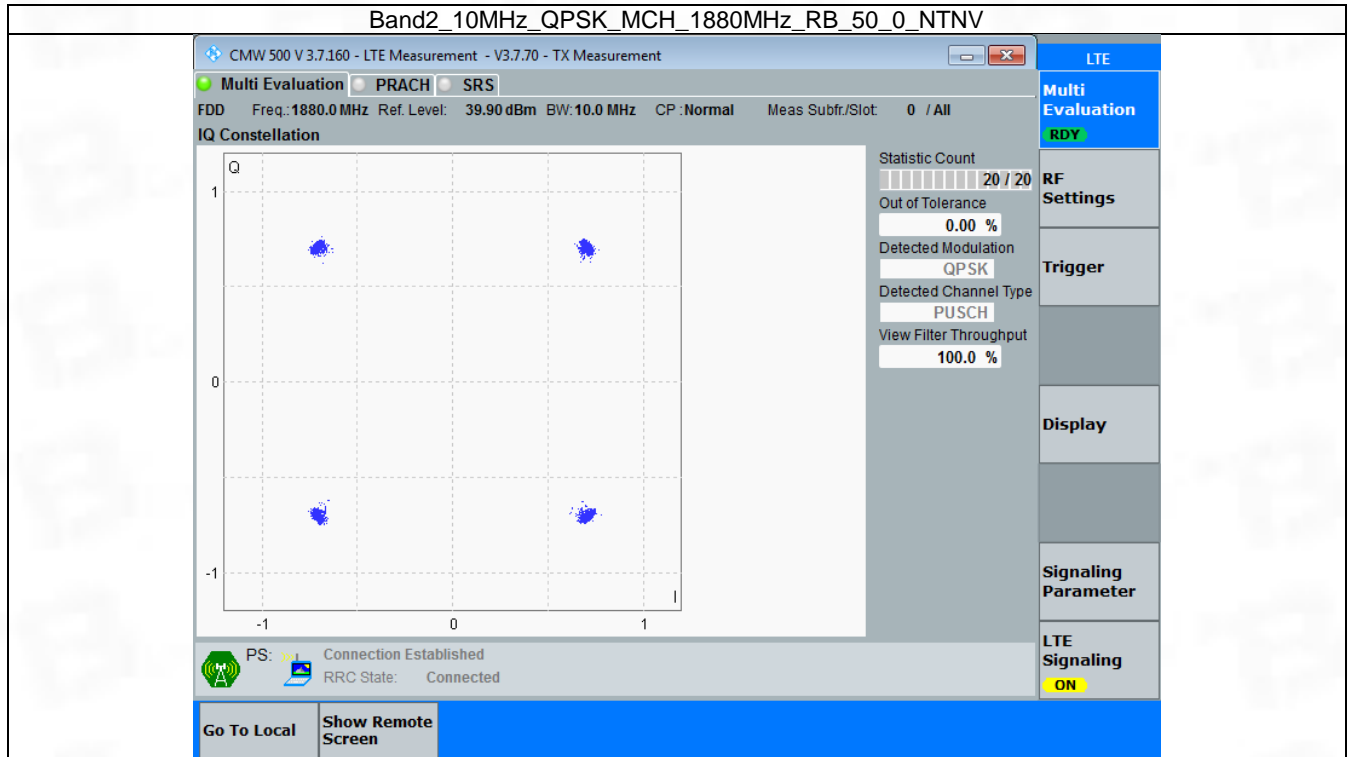 Band2_10MHz_QPSK_MCH_1880MHz_RB_50_0_NTNV
CMW 500 V 3.7.160 - LTE Measurement - V3.7.70 - TX Measurement
LTE
Multi Evaluation PRACH SRS
FDD Freq.: 1880.0 MHz Ref. Level: 39.90 dBm BW: 10.0 MHz CP : Normal Meas Subfr./Slot: 0 / All
IQ Constellation
Q
1
0
-1
-1 0 1
I
Statistic Count
20 / 20
Out of Tolerance
0.00 %
Detected Modulation
QPSK
Detected Channel Type
PUSCH
View Filter Throughput
100.0 %
Multi
Evaluation
RDY
RF
Settings
Trigger
Display
Signaling
Parameter
LTE
Signaling
ON
PS: Connection Established
RRC State: Connected
Go To Local
Show Remote
Screen